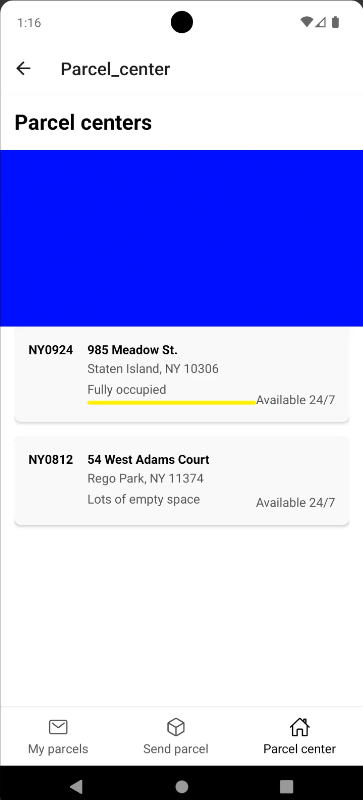 1:16
Parcel_center
Parcel centers
NY0924
985 Meadow St.
Staten Island, NY 10306
Fully occupied
Available 24/7
NY0812
54 West Adams Court
Rego Park, NY 11374
Lots of empty space
Available 24/7
My parcels
Send parcel
Parcel center